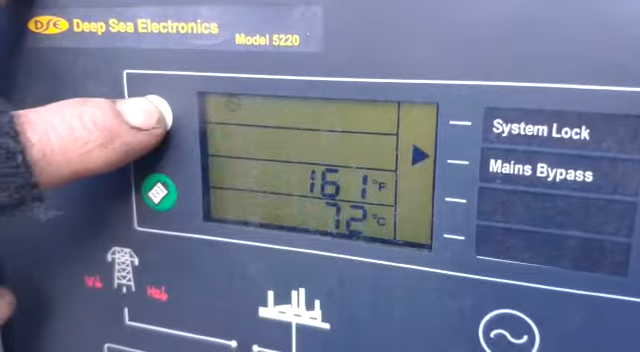 DSE Deep Sea Electronics
Model 5220
System Lock
Mains Bypass
161 °F
72 °C